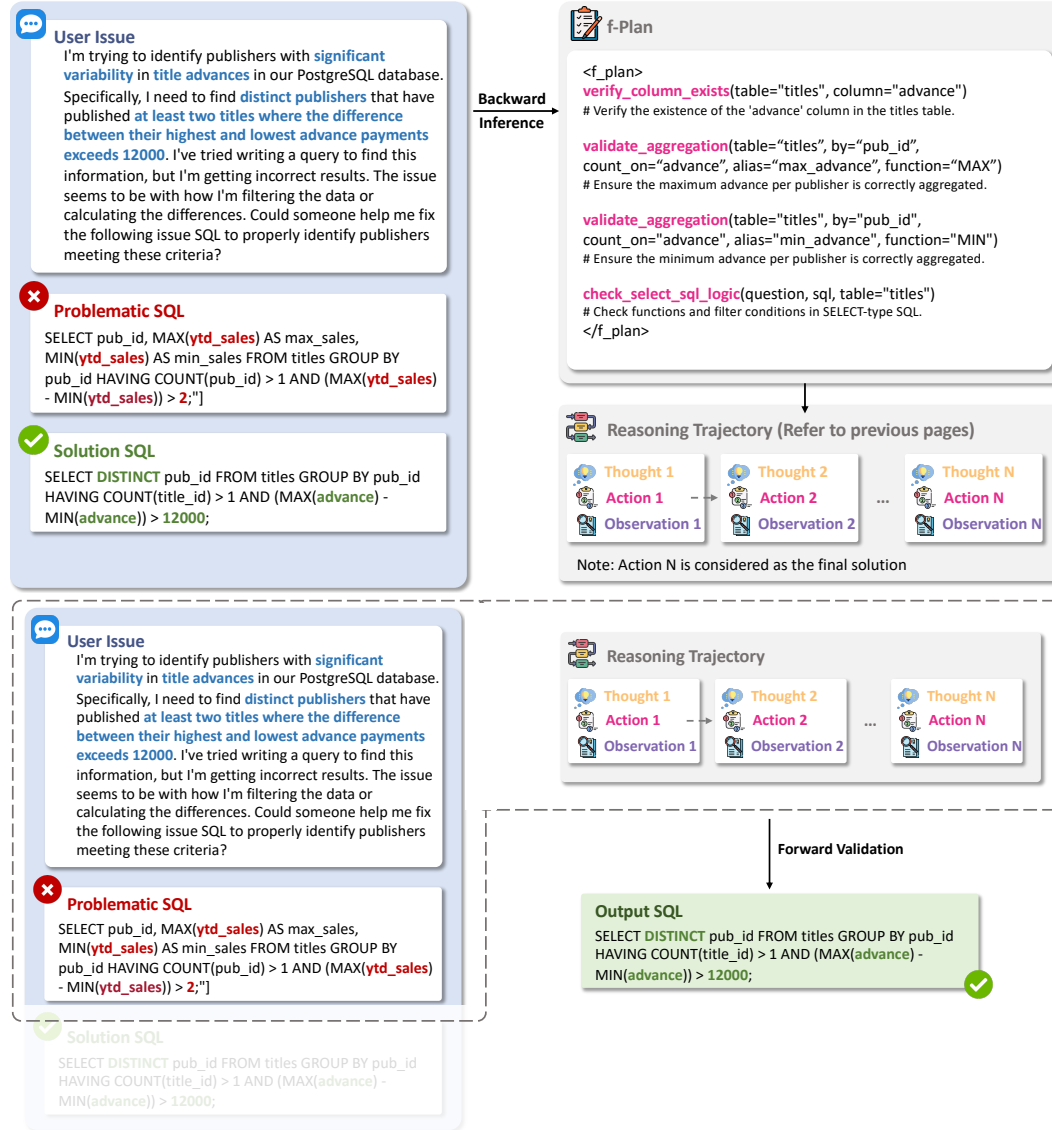 User Issue
I'm trying to identify publishers with significant
variability in title advances in our PostgreSQL database.
Specifically, I need to find distinct publishers that have
published at least two titles where the difference
between their highest and lowest advance payments
exceeds 12000. I've tried writing a query to find this
information, but I'm getting incorrect results. The issue
seems to be with how I'm filtering the data or
calculating the differences. Could someone help me fix
the following issue SQL to properly identify publishers
meeting these criteria?
Problematic SQL
SELECT pub_id, MAX(ytd_sales) AS max_sales,
MIN(ytd_sales) AS min_sales FROM titles GROUP BY
pub_id HAVING COUNT(pub_id) > 1 AND (MAX(ytd_sales)
- MIN(ytd_sales)) > 2;"]
Solution SQL
SELECT DISTINCT pub_id FROM titles GROUP BY pub_id
HAVING COUNT(title_id) > 1 AND (MAX(advance) -
MIN(advance)) > 12000;
Backward
Inference
f-Plan
<f_plan>
verify_column_exists(table="titles", column="advance")
# Verify the existence of the 'advance' column in the titles table.
validate_aggregation(table=“titles”, by=“pub_id”,
count_on=“advance”, alias=“max_advance”, function=“MAX”)
# Ensure the maximum advance per publisher is correctly aggregated.
validate_aggregation(table="titles", by="pub_id",
count_on="advance", alias="min_advance", function="MIN")
# Ensure the minimum advance per publisher is correctly aggregated.
check_select_sql_logic(question, sql, table="titles")
# Check functions and filter conditions in SELECT-type SQL.
</f_plan>
Reasoning Trajectory (Refer to previous pages)
Thought 1
Action 1
Observation 1
Thought 2
Action 2
Observation 2
...
Thought N
Action N
Observation N
Note: Action N is considered as the final solution
User Issue
I'm trying to identify publishers with significant
variability in title advances in our PostgreSQL database.
Specifically, I need to find distinct publishers that have
published at least two titles where the difference
between their highest and lowest advance payments
exceeds 12000. I've tried writing a query to find this
information, but I'm getting incorrect results. The issue
seems to be with how I'm filtering the data or
calculating the differences. Could someone help me fix
the following issue SQL to properly identify publishers
meeting these criteria?
Problematic SQL
SELECT pub_id, MAX(ytd_sales) AS max_sales,
MIN(ytd_sales) AS min_sales FROM titles GROUP BY
pub_id HAVING COUNT(pub_id) > 1 AND (MAX(ytd_sales)
- MIN(ytd_sales)) > 2;"]
Solution SQL
SELECT DISTINCT pub_id FROM titles GROUP BY pub_id
HAVING COUNT(title_id) > 1 AND (MAX(advance) -
MIN(advance)) > 12000;
Reasoning Trajectory
Thought 1
Action 1
Observation 1
Thought 2
Action 2
Observation 2
...
Thought N
Action N
Observation N
Forward Validation
Output SQL
SELECT DISTINCT pub_id FROM titles GROUP BY pub_id
HAVING COUNT(title_id) > 1 AND (MAX(advance) -
MIN(advance)) > 12000;